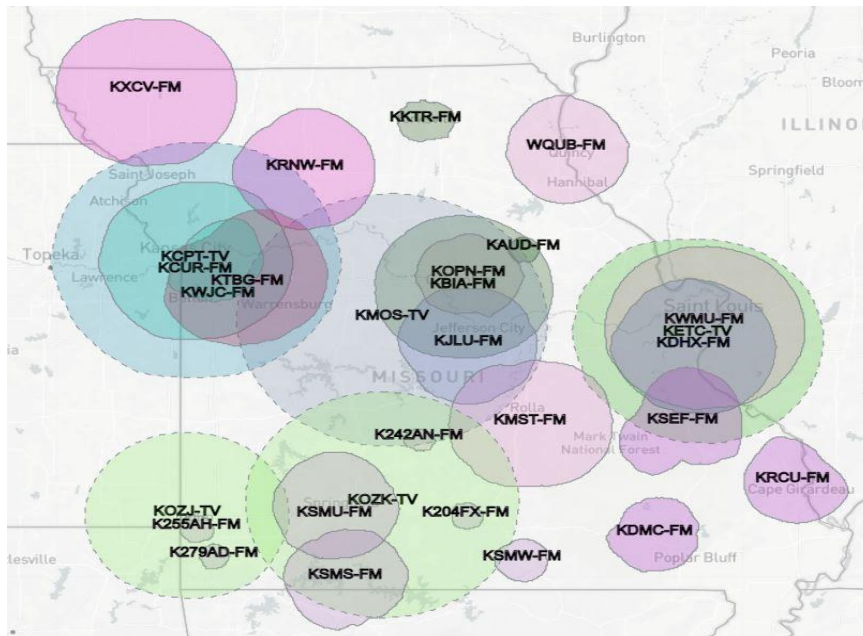 Burlington
Peoria
Bloom
KXCV-FM
KKTR-FM
ILLINO
WQUB-FM
Quincy
KRNW-FM
Saint Joseph
Hannibal
Springfield
Atchison
Topeka
Kansas City
KCPT-TV
KCUR-FM
KAUD-FM
Lawrence
KTBG-FM
KOPN-FM
KBIA-FM
KWJC-FM
Warrensburg
Saint Louis
KMOS-TV
KWMU-FM
KETC-TV
KDHX-FM
Jefferson City
KJLU-FM
MISSOURI
Rolla
KMST-FM
KSEF-FM
K242AN-FM
Mark Twain
National Forest
KRCU-FM
Cape Girardeau
KOZK-TV
KOZJ-TV
KSMU-FM
K204FX-FM
K255AH-FM
KDMC-FM
K279AD-FM
KSMW-FM
Poplar Bluff
tlesville
KSMS-FM